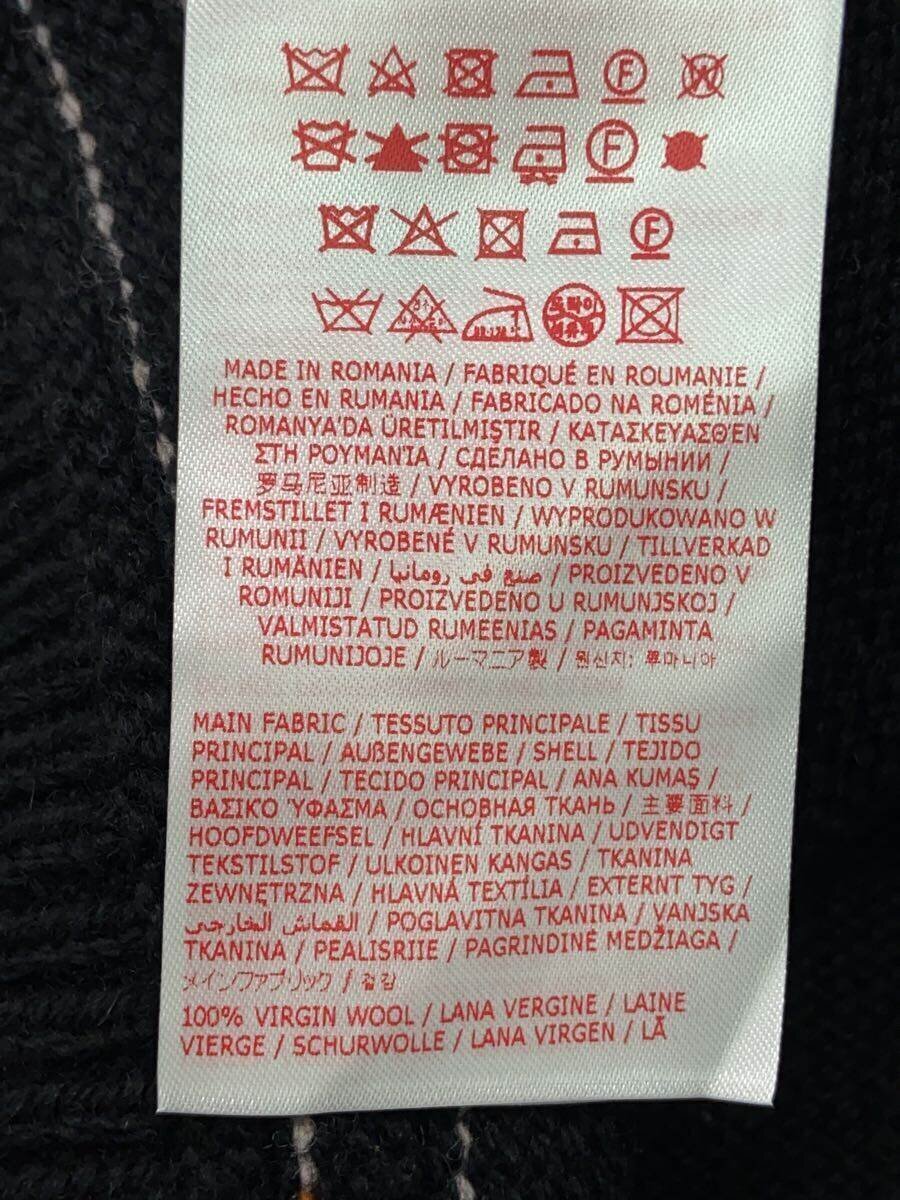 F W
F
F
MADE IN ROMANIA / FABRIQUÉ EN ROUMANIE /
HECHO EN RUMANIA / FABRICADO NA ROMÉNIA /
ROMANYA'DA ÜRETILMIŞTIR / ΚΑΤΑΣΚΕΥΑΣΘ'ΕΝ
ΣΤΗ ΡΟΥΜΑΝ'ΙΑ / СДЕЛАНО В РУМЫНИИ /
罗马尼亚制造 / VYROBENO V RUMUNSKU /
FREMSTILLET I RUMÆNIEN / WYPRODUKOWANO W
RUMUNII / VYROBENÉ V RUMUNSKU / TILLVERKAD
I RUMÄNIEN / صنع في رومانيا / PROIZVEDENO V
ROMUNIJI / PROIZVEDENO U RUMUNJSKOJ /
VALMISTATUD RUMEENIAS / PAGAMINTA
RUMUNIJOJE / ルーマニア製 / 원산지: 루마니아
MAIN FABRIC / TESSUTO PRINCIPALE / TISSU
PRINCIPAL / AUßENGEWEBE / SHELL / TEJIDO
PRINCIPAL / TECIDO PRINCIPAL / ANA KUMAŞ /
ΒΑΣΙΚΟ 'ΥΦΑΣΜΑ / ОСНОВНАЯ ТКАНЬ / 主要面料 /
HOOFDWEEFSEL / HLAVNÍ TKANINA / UDVENDIGT
TEKSTILSTOF / ULKOINEN KANGAS / TKANINA
ZEWNĘTRZNA / HLAVNÁ TEXTÍLIA / EXTERNT TYG /
القماش الخارجي / POGLAVITNA TKANINA / VANJSKA
TKANINA / PEALISRIIE / PAGRINDINĖ MEDŽIAGA /
メインファブリック / 겉감
100% VIRGIN WOOL / LANA VERGINE / LAINE
VIERGE / SCHURWOLLE / LANA VIRGEN / LÃ